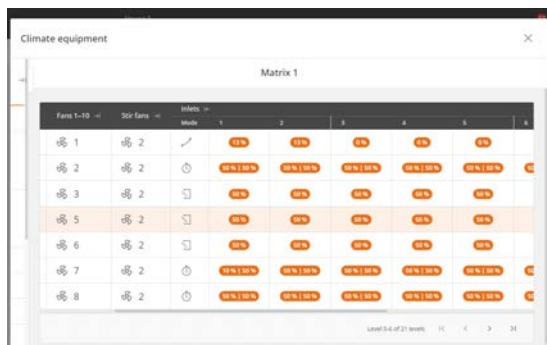 Climate equipment
Matrix 1
Fans 1–10 Stir fans Inlets
Mode 1 2 3 4 5 6
1 2 13 % 13 % 0 % 0 % 0 %
2 2 50 % | 50 % 50 % | 50 % 50 % | 50 % 50 % | 50 % 50 % | 50 %
3 2 50 % 50 % 50 % 50 % 50 %
5 2 50 % 50 % 50 % 50 % 50 %
6 2 50 % 50 % 50 % 50 % 50 %
7 2 50 % | 50 % 50 % | 50 % 50 % | 50 % 50 % | 50 % 50 % | 50 %
8 2 50 % | 50 % 50 % | 50 % 50 % | 50 % 50 % | 50 % 50 % | 50 %
of 21 levels